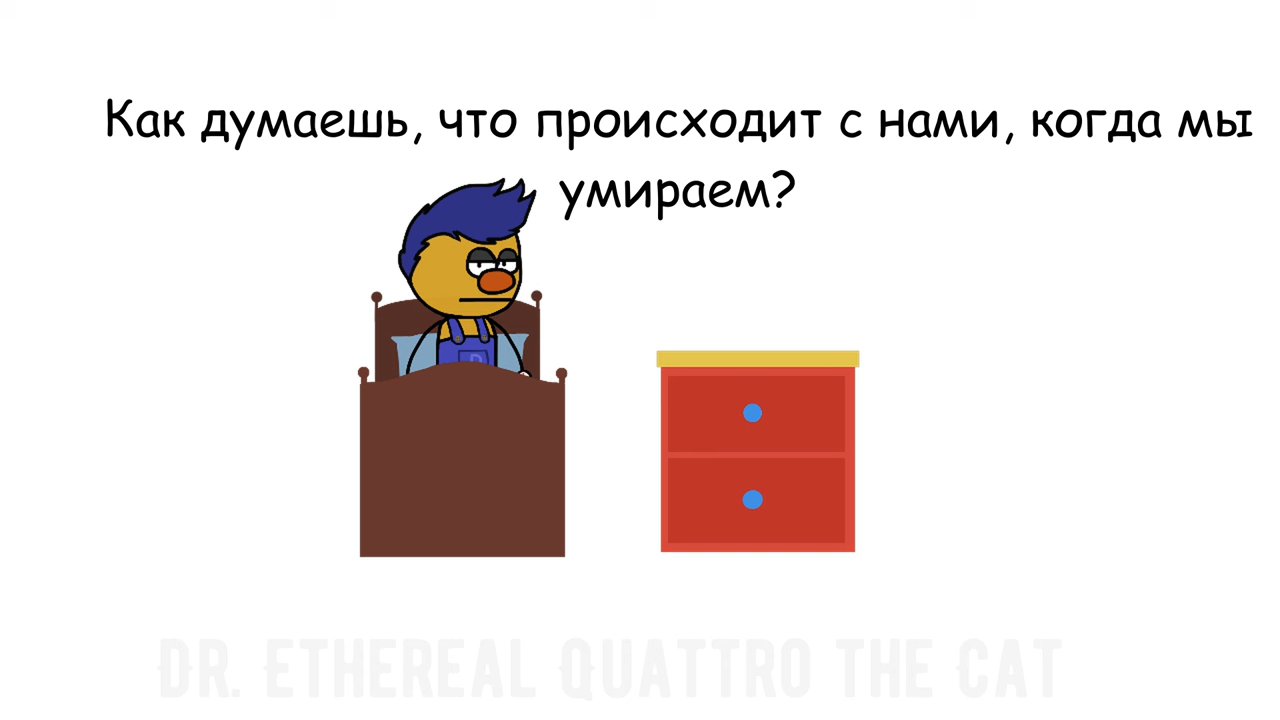 Как думаешь, что происходит с нами, когда мы
умираем?
D
DR. ETHEREAL QUATTRO THE CAT